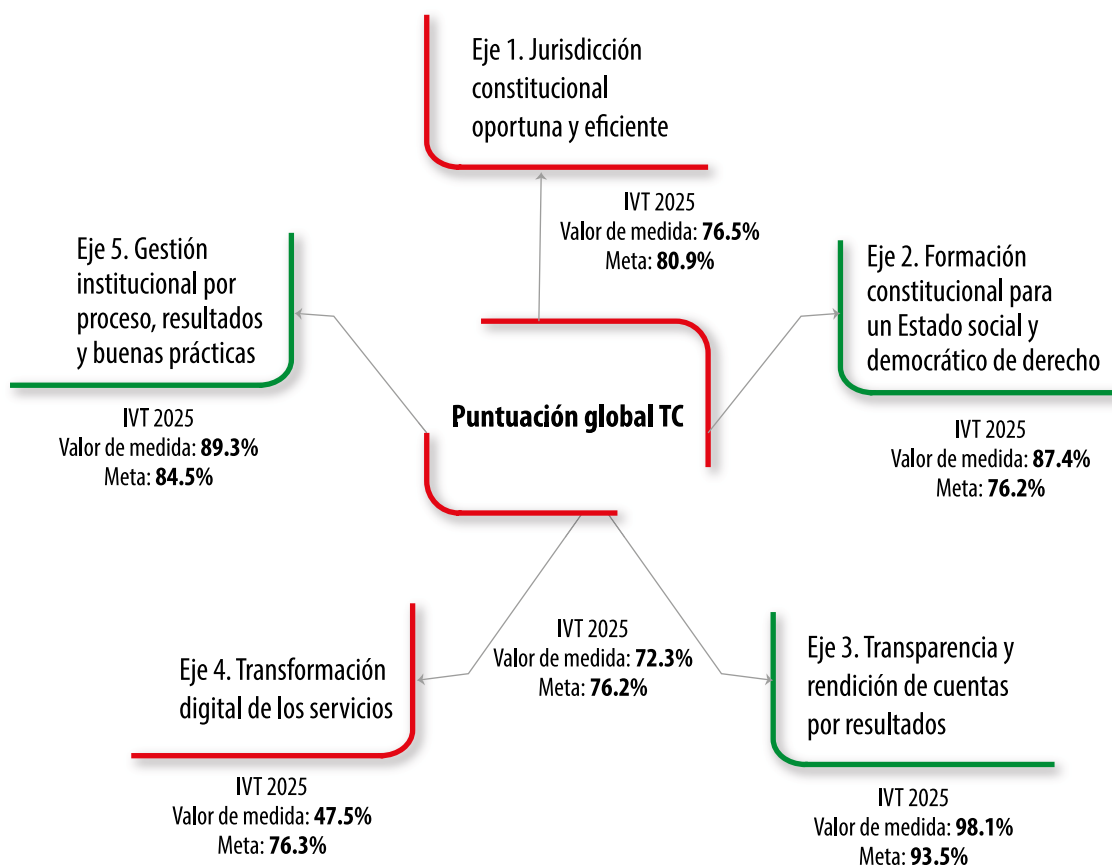 Eje 1. Jurisdicción
constitucional
oportuna y eficiente
IVT 2025
Valor de medida: 76.5%
Meta: 80.9%
Eje 5. Gestión
institucional por
proceso, resultados
y buenas prácticas
IVT 2025
Valor de medida: 89.3%
Meta: 84.5%
Eje 2. Formación
constitucional para
un Estado social y
democrático de derecho
IVT 2025
Valor de medida: 87.4%
Meta: 76.2%
Puntuación global TC
IVT 2025
Valor de medida: 72.3%
Meta: 76.2%
Eje 4. Transformación
digital de los servicios
IVT 2025
Valor de medida: 47.5%
Meta: 76.3%
Eje 3. Transparencia y
rendición de cuentas
por resultados
IVT 2025
Valor de medida: 98.1%
Meta: 93.5%